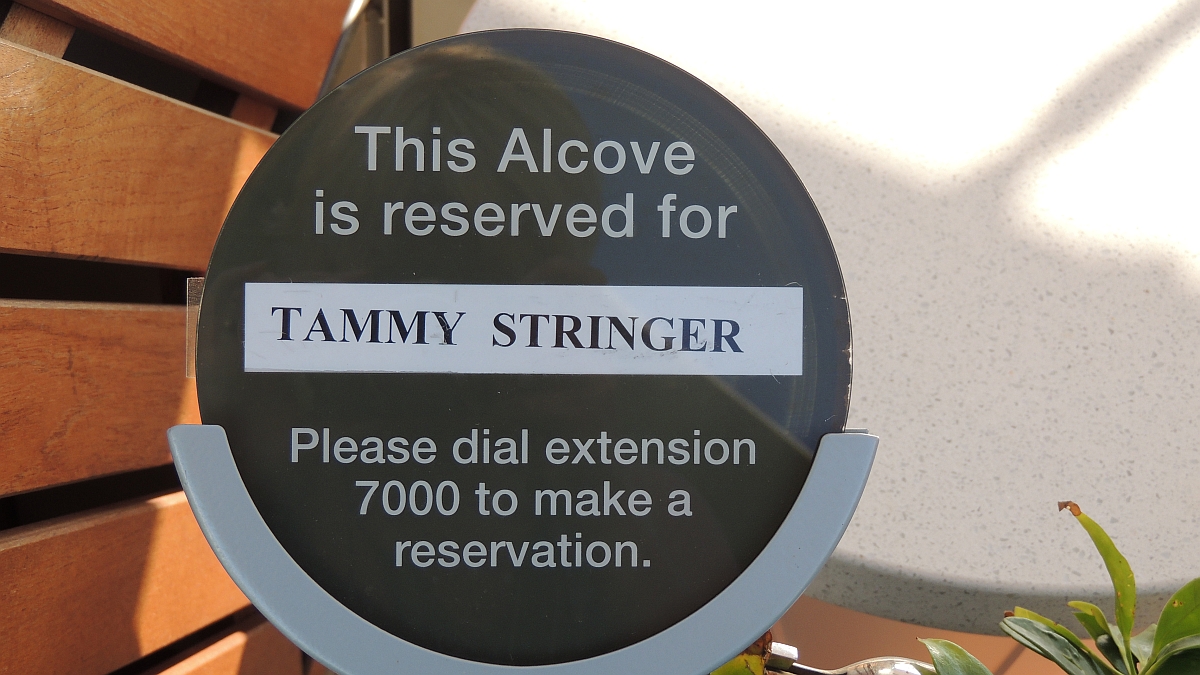 This Alcove
is reserved for
TAMMY STRINGER
Please dial extension
7000 to make a
reservation.